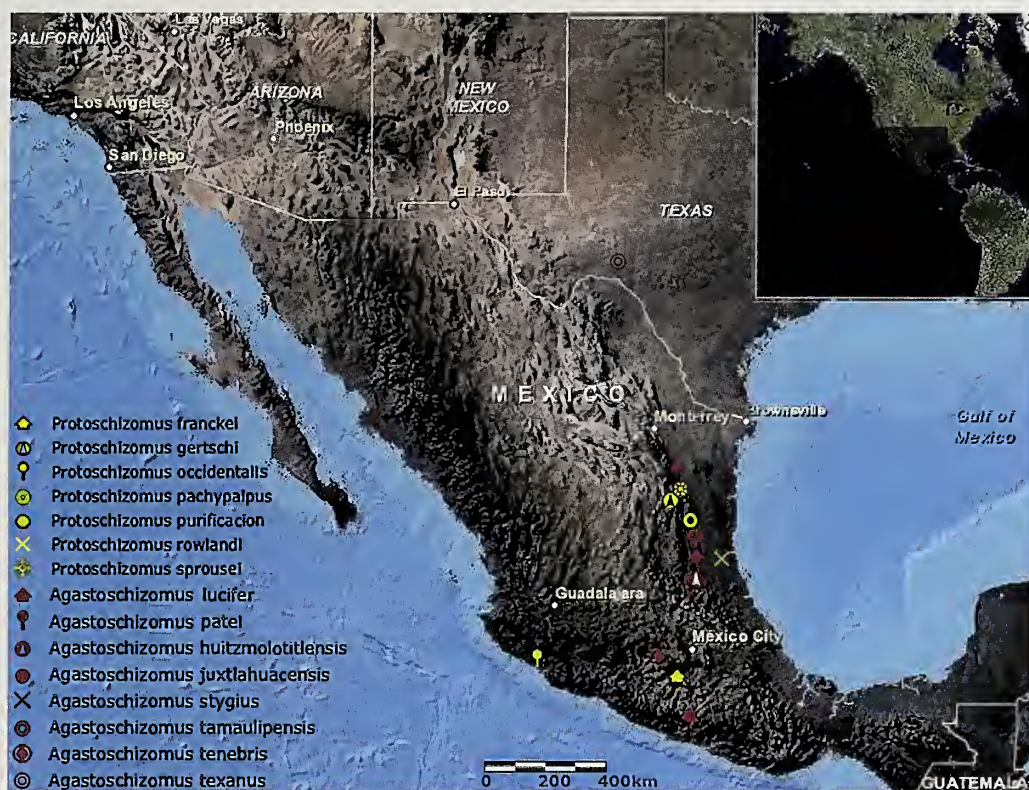 Las Vegas
CALIFORNIA
ARIZONA
NEW
MEXICO
Los Angeles
Phoenix
San Diego
El Paso
TEXAS
MEXICO
Monterrey
Brownsville
Gulf of
Mexico
Protoschizomus franckei
Protoschizomus gertschi
Protoschizomus occidentalis
Protoschizomus pachypalpus
Protoschizomus purificacion
Protoschizomus rowlandi
Protoschizomus sprousei
Agastoschizomus lucifer
Agastoschizomus patei
Agastoschizomus huitzmolotitlensis
Agastoschizomus juxtlahuacensis
Agastoschizomus stygius
Agastoschizomus tamaulipensis
Agastoschizomus tenebris
Agastoschizomus texanus
Guadalajara
México City
0 200 400km
GUATEMALA